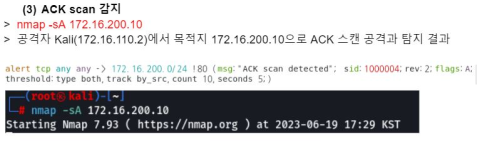 (3) ACK scan 감지
> nmap -sA 172.16.200.10
> 공격자 Kali(172.16.110.2)에서 목적지 172.16.200.10으로 ACK 스캔 공격과 탐지 결과
alert tcp any any -> 172.16.200.0/24 !80 (msg:"ACK scan detected"; sid:1000004; rev:2; flags:A;
threshold: type both, track by_src, count 10, seconds 5; )
(root㉿kali)-[~]
# nmap -sA 172.16.200.10
Starting Nmap 7.93 ( https://nmap.org ) at 2023-06-19 17:29 KST